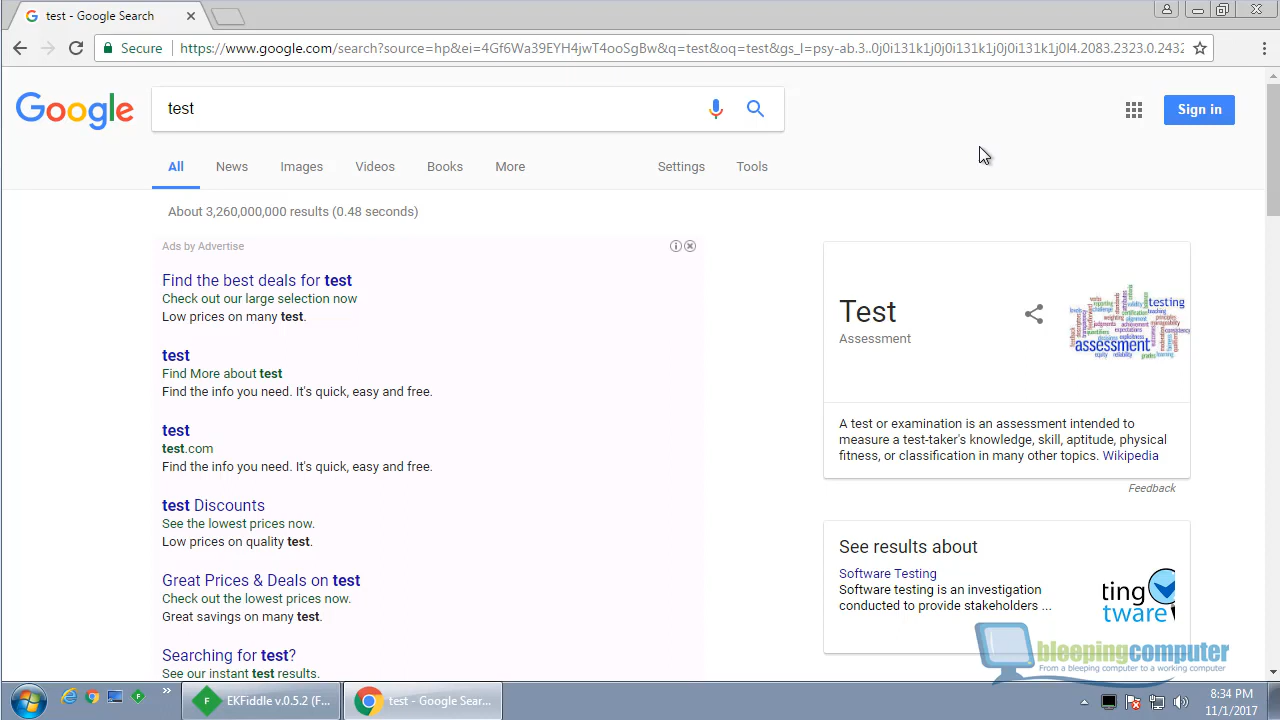 test - Google Search
Secure
https://www.google.com/search?source=hp&ei=4Gf6Wa39EYH4jwT4ooSgBw&q=test&oq=test&gs_l=psy-ab.3..0j0i131k1j0j0i131k1j0j0i131k1j0l4.2083.2323.0.2432
Google
test
Sign in
All News Images Videos Books More Settings Tools
About 3,260,000,000 results (0.48 seconds)
Ads by Advertise
Find the best deals for test
Check out our large selection now
Low prices on many test.
test
Find More about test
Find the info you need. It's quick, easy and free.
test
test.com
Find the info you need. It's quick, easy and free.
test Discounts
See the lowest prices now.
Low prices on quality test.
Great Prices & Deals on test
Check out the lowest prices now.
Great savings on many test.
Searching for test?
See our instant test results.
Test
Assessment
testing
assessment
A test or examination is an assessment intended to
measure a test-taker's knowledge, skill, aptitude, physical
fitness, or classification in many other topics. Wikipedia
Feedback
See results about
Software Testing
Software testing is an investigation
conducted to provide stakeholders ...
ting
tware
bleepingcomputer
From a bleeping computer to a working computer
EKFiddle v.0.5.2 (F...
test - Google Sear...
8:34 PM
11/1/2017